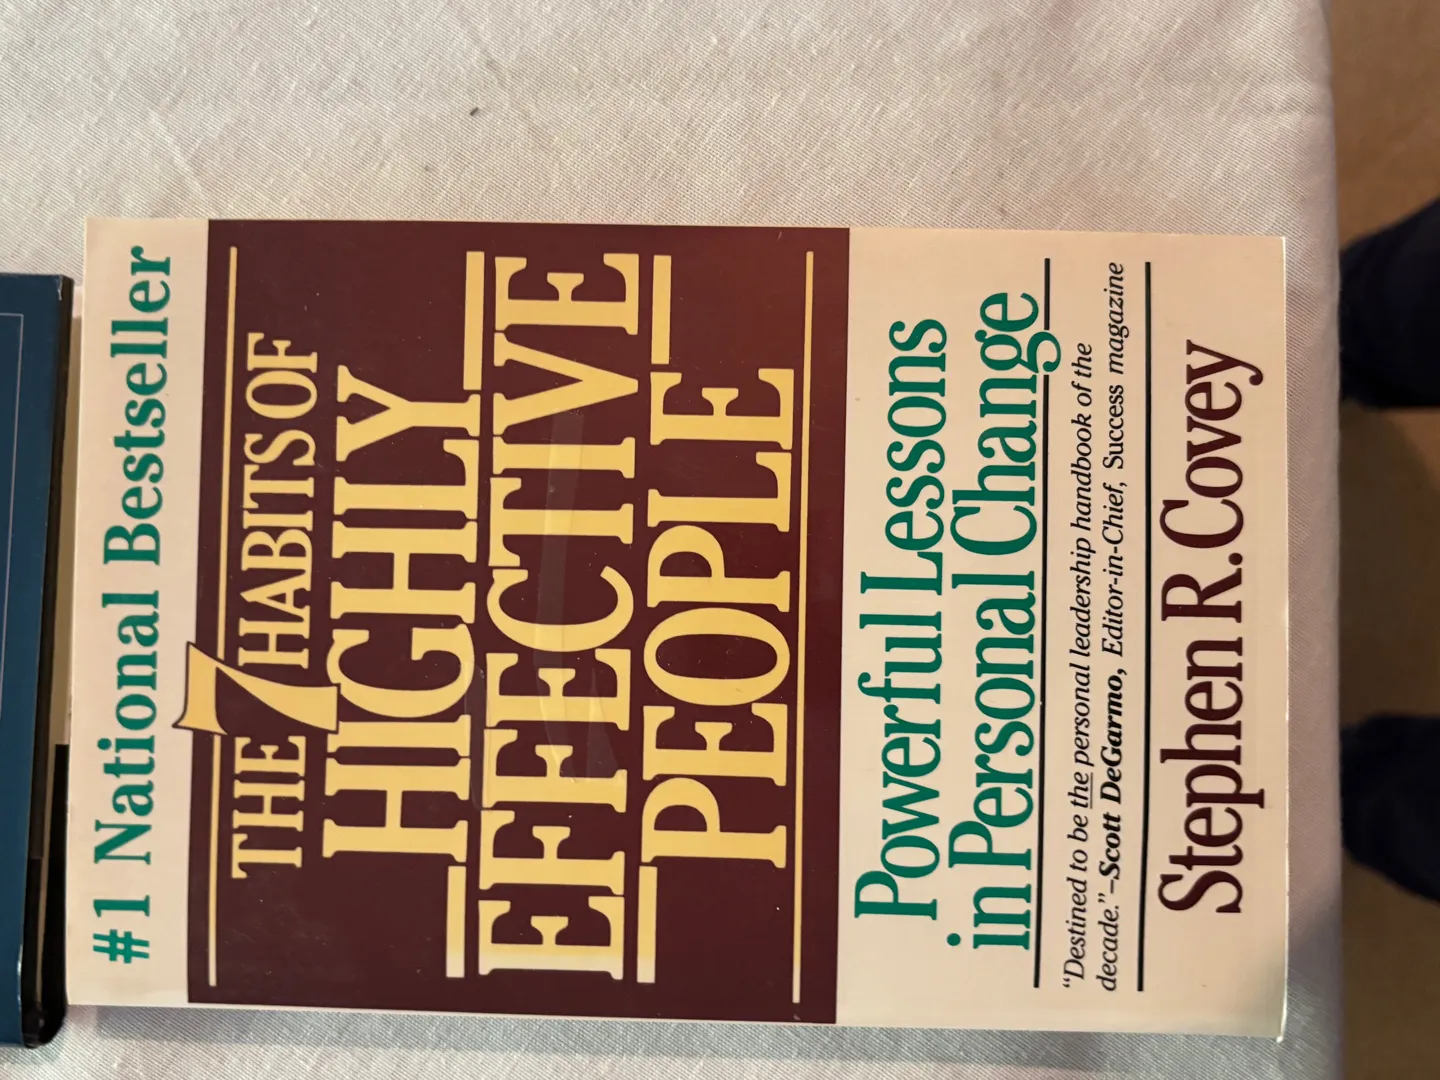 #1 National Bestseller
THE 7 HABITS OF
HIGHLY
EFFECTIVE
PEOPLE
Powerful Lessons
in Personal Change
“Destined to be the personal leadership handbook of the
decade.”–Scott DeGarmo, Editor-in-Chief, Success magazine
Stephen R. Covey